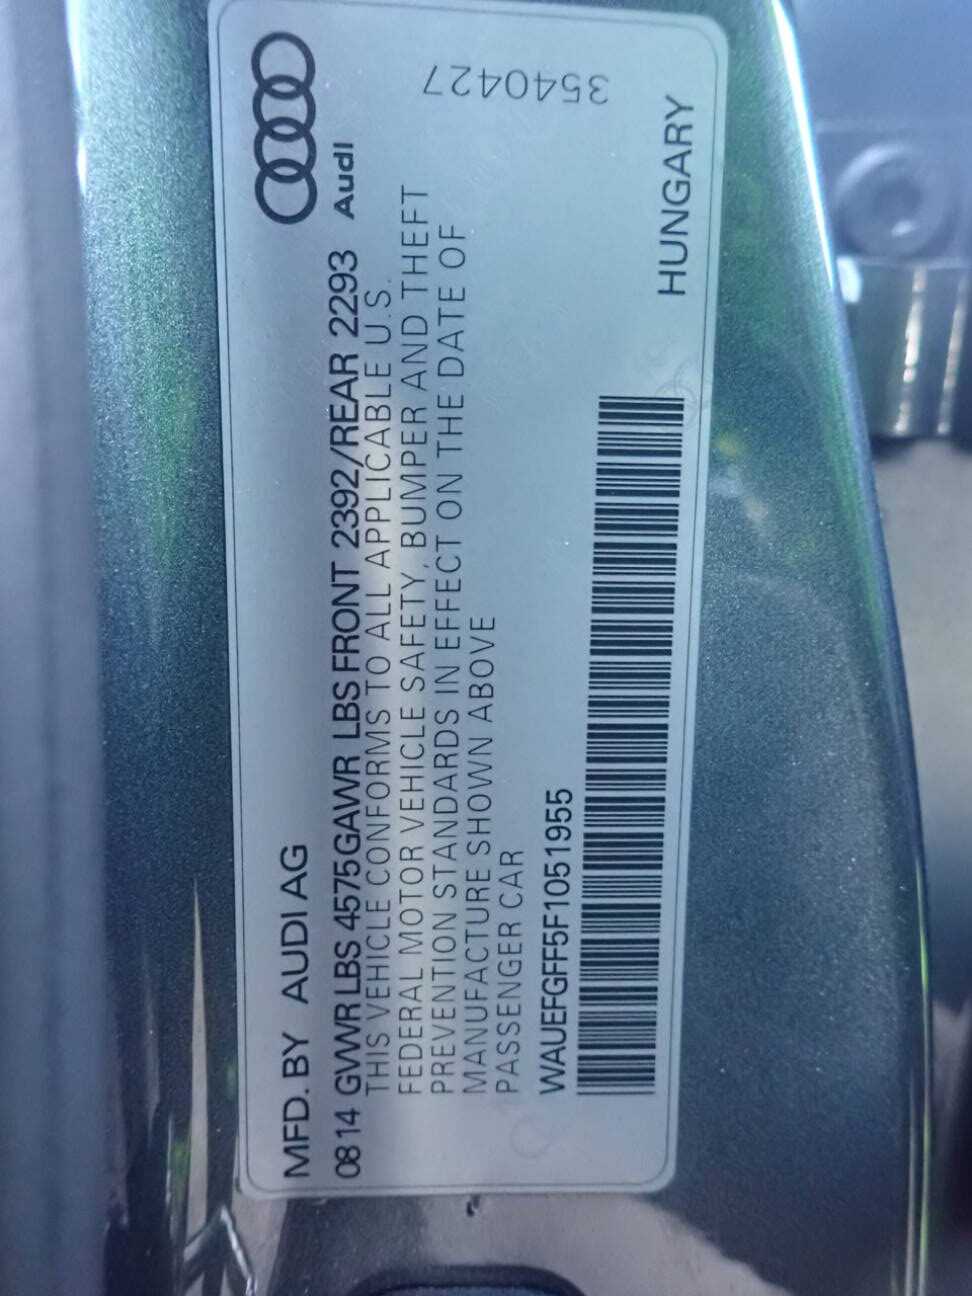 MFD. BY AUDI AG
Audi
0814 GVWR LBS 4575 GAWR LBS FRONT 2392/REAR 2293
THIS VEHICLE CONFORMS TO ALL APPLICABLE U.S.
FEDERAL MOTOR VEHICLE SAFETY, BUMPER AND THEFT
PREVENTION STANDARDS IN EFFECT ON THE DATE OF
MANUFACTURE SHOWN ABOVE
PASSENGER CAR
WAUEFGFF5F1051955
HUNGARY
3540427